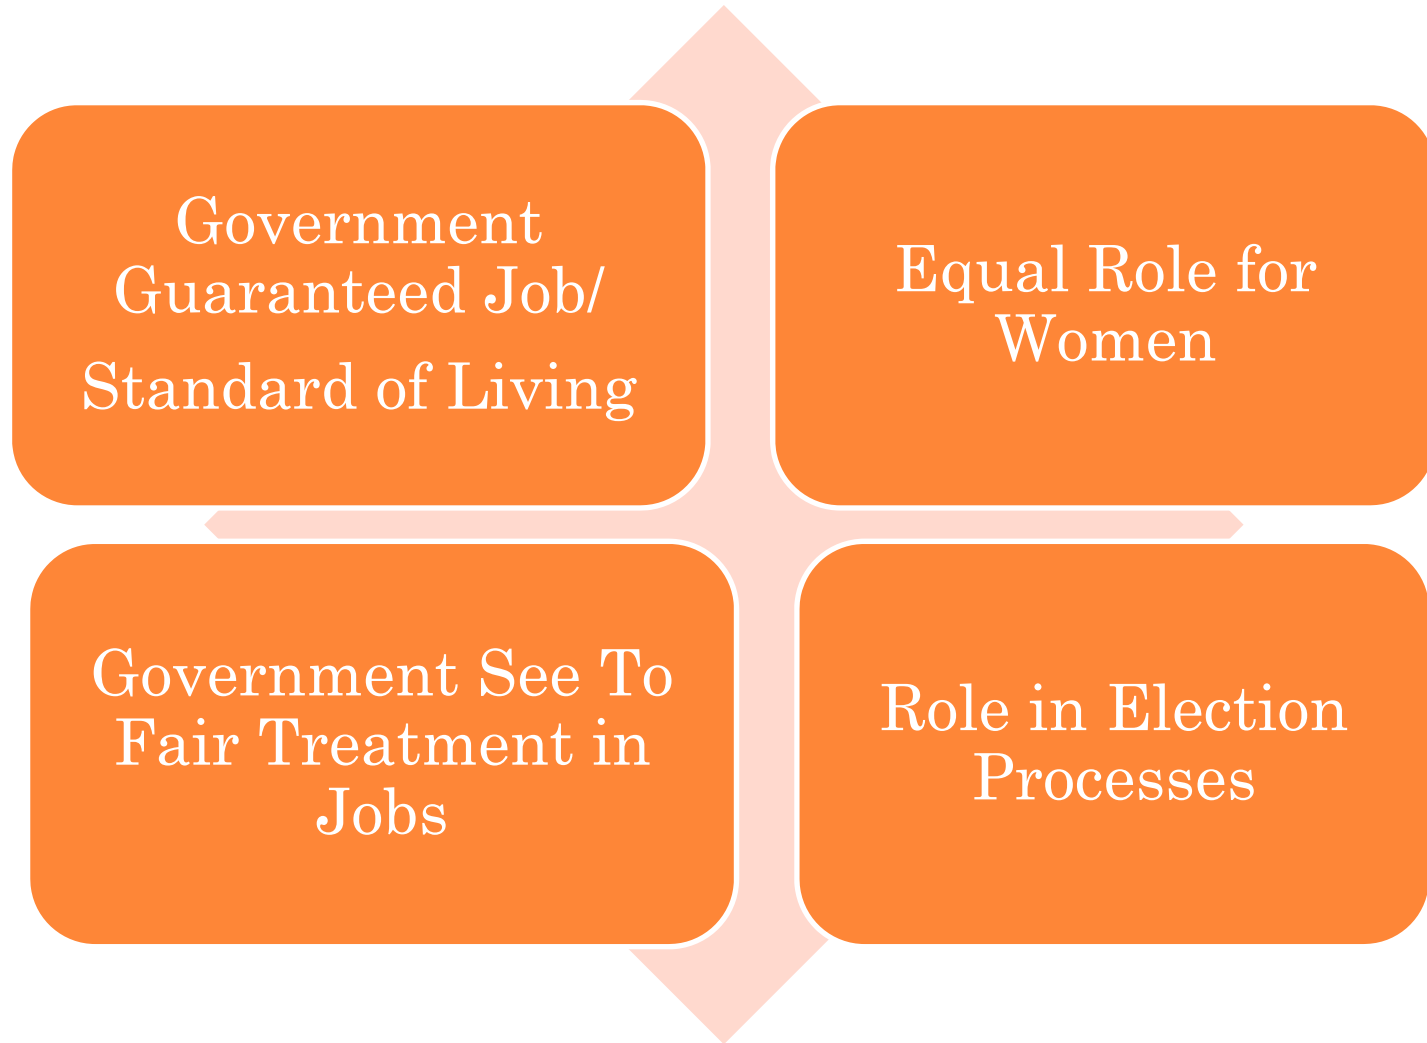 Government
Guaranteed Job/
Standard of Living
Equal Role for
Women
Government See To
Fair Treatment in
Jobs
Role in Election
Processes